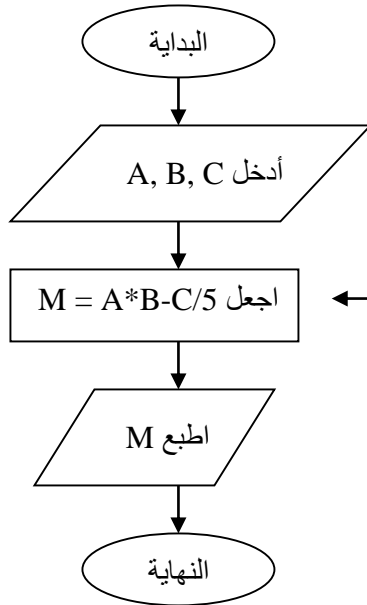 البداية
أدخل A, B, C
اجعل M = A*B-C/5
اطبع M
النهاية